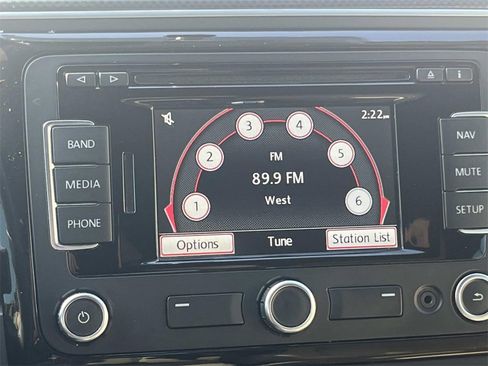 BAND
MEDIA
PHONE
2:22 pm
1
2
3
4
5
6
FM
89.9 FM
West
Options
Tune
Station List
i
NAV
MUTE
SETUP